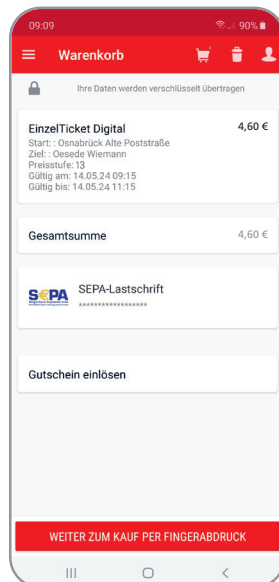 09:09
90%
Warenkorb
Ihre Daten werden verschlüsselt übertragen
EinzelTicket Digital 4,60 €
Start: : Osnabrück Alte Poststraße
Ziel: : Oesede Wiemann
Preisstufe: 13
Gültig am: 14.05.24 09:15
Gültig bis: 14.05.24 11:15
Gesamtsumme 4,60 €
S€PA SEPA-Lastschrift
*****************
Gutschein einlösen
WEITER ZUM KAUF PER FINGERABDRUCK